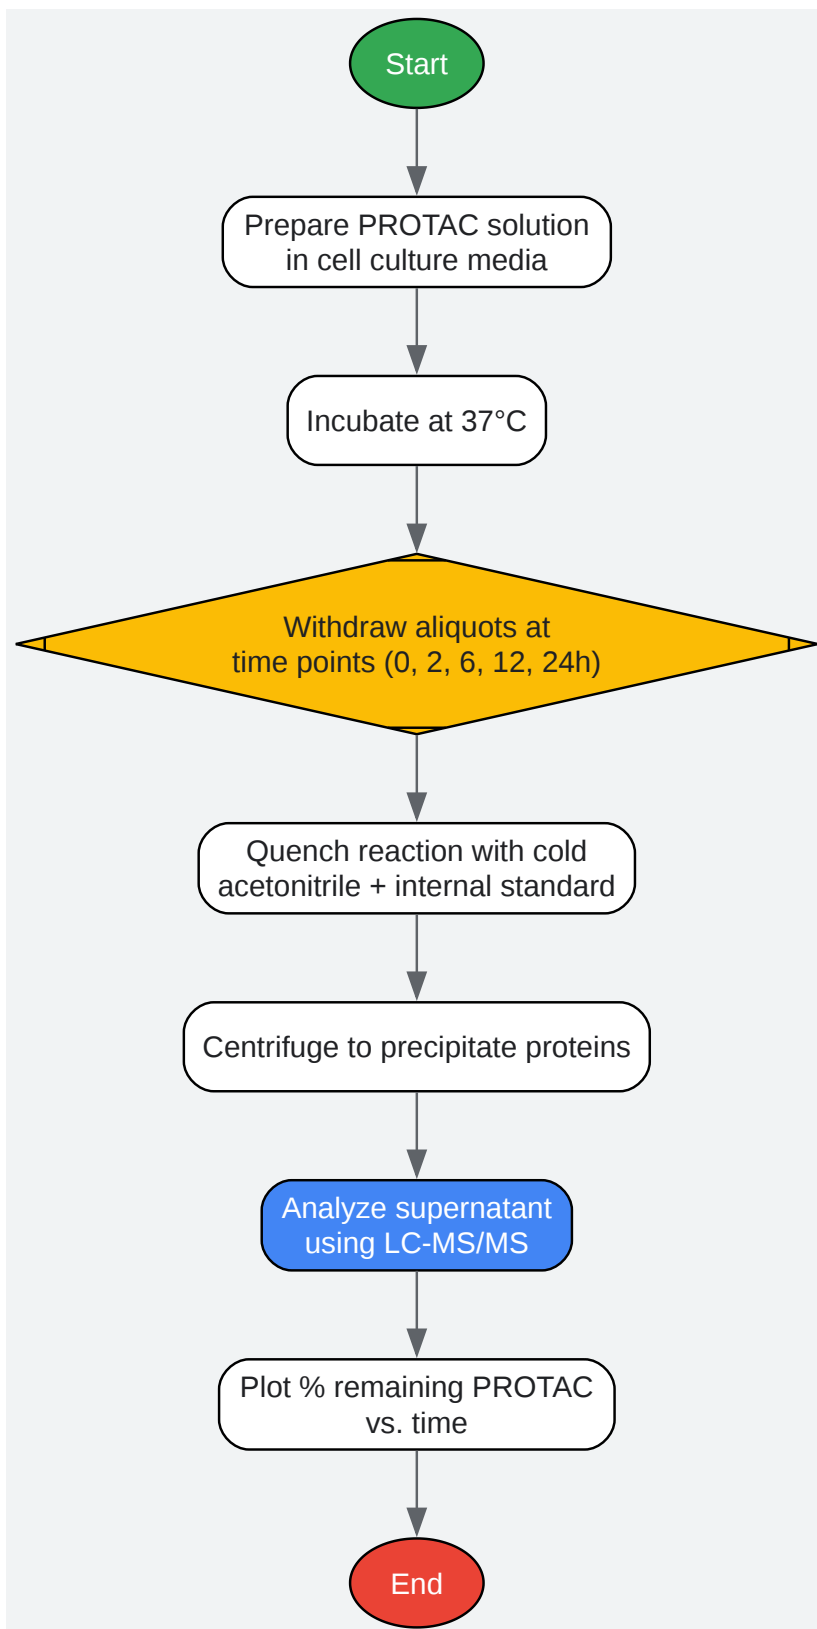 Start
Prepare PROTAC solution
in cell culture media
Incubate at 37°C
Withdraw aliquots at
time points (0, 2, 6, 12, 24h)
Quench reaction with cold
acetonitrile + internal standard
Centrifuge to precipitate proteins
Analyze supernatant
using LC-MS/MS
Plot % remaining PROTAC
vs. time
End